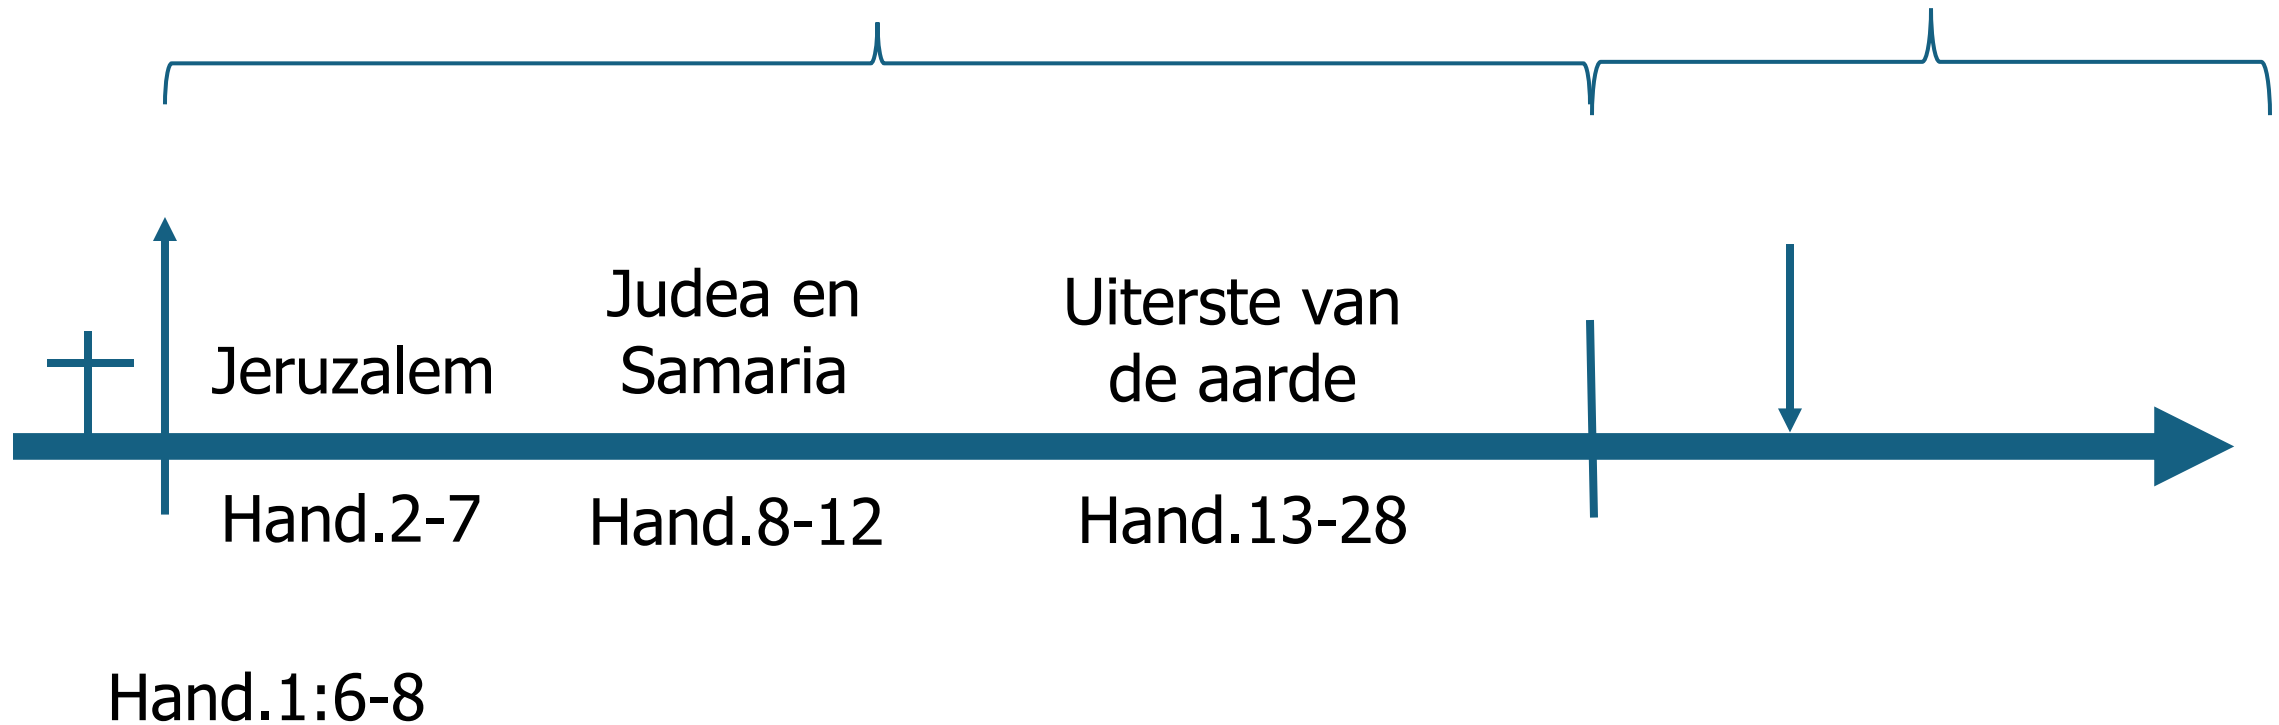 Jeruzalem
Judea en
Samaria
Uiterste van
de aarde
Hand.2-7
Hand.8-12
Hand.13-28
Hand.1:6-8